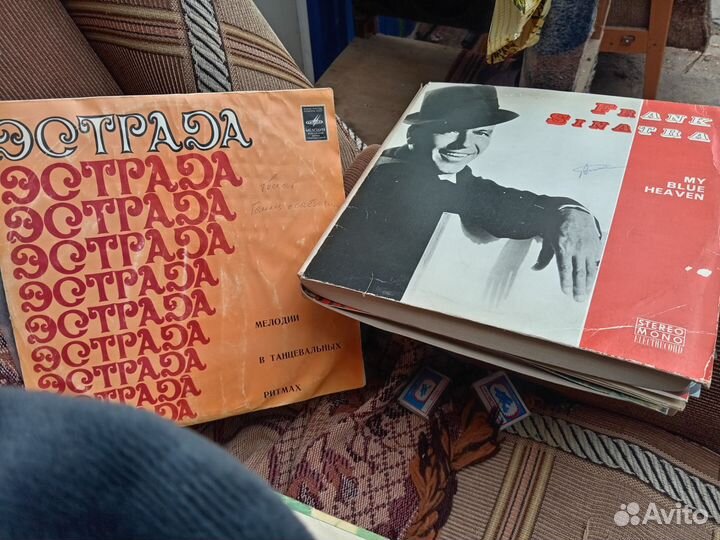 ЭСТРАДА
ЭСТРАДА
ЭСТРАДА
ЭСТРАДА
ЭСТРАДА
ЭСТРАДА
ЭСТРАДА
ЭСТРАДА
ЭСТРАДА
ЭСТРАДА
МЕЛОДИЯ
МЕЛОДИИ
В ТАНЦЕВАЛЬНЫХ
РИТМАХ
FRANK
SINATRA
MY
BLUE
HEAVEN
STEREO
MONO
ELECTRECORD
Avito